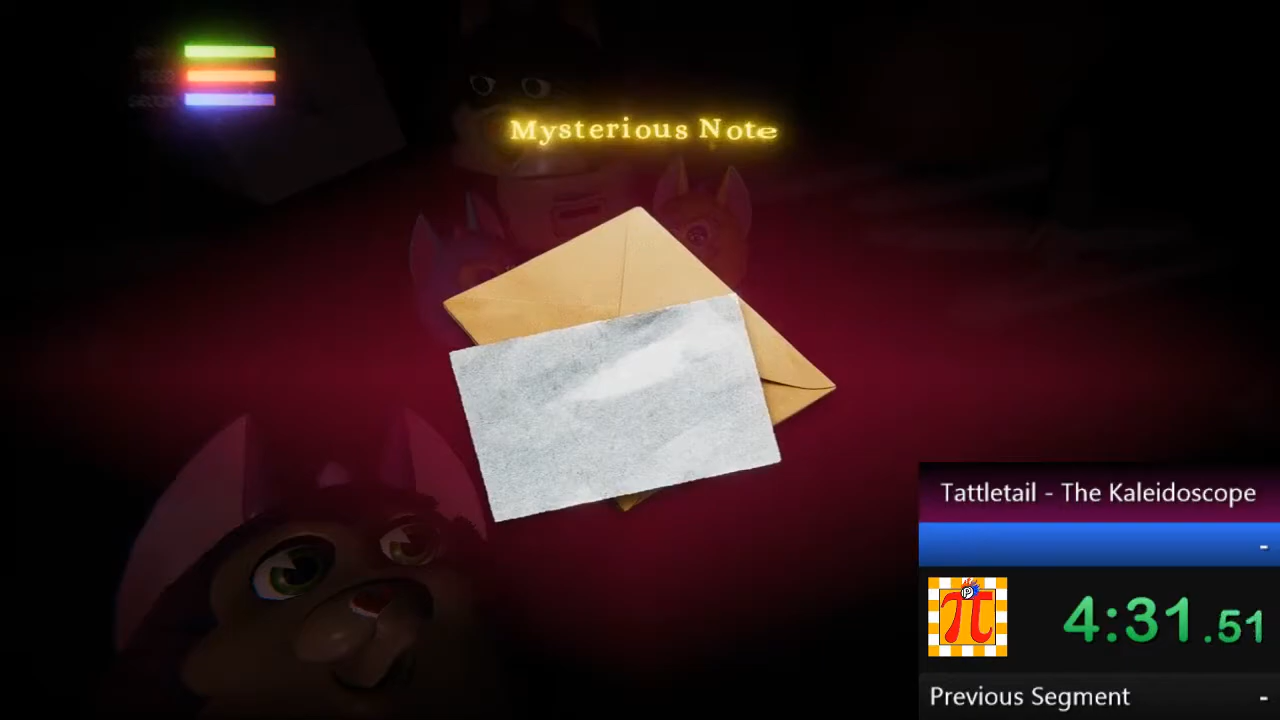 Mysterious Note
Tattletail - The Kaleidoscope
-
P
π
4:31.51
Previous Segment -